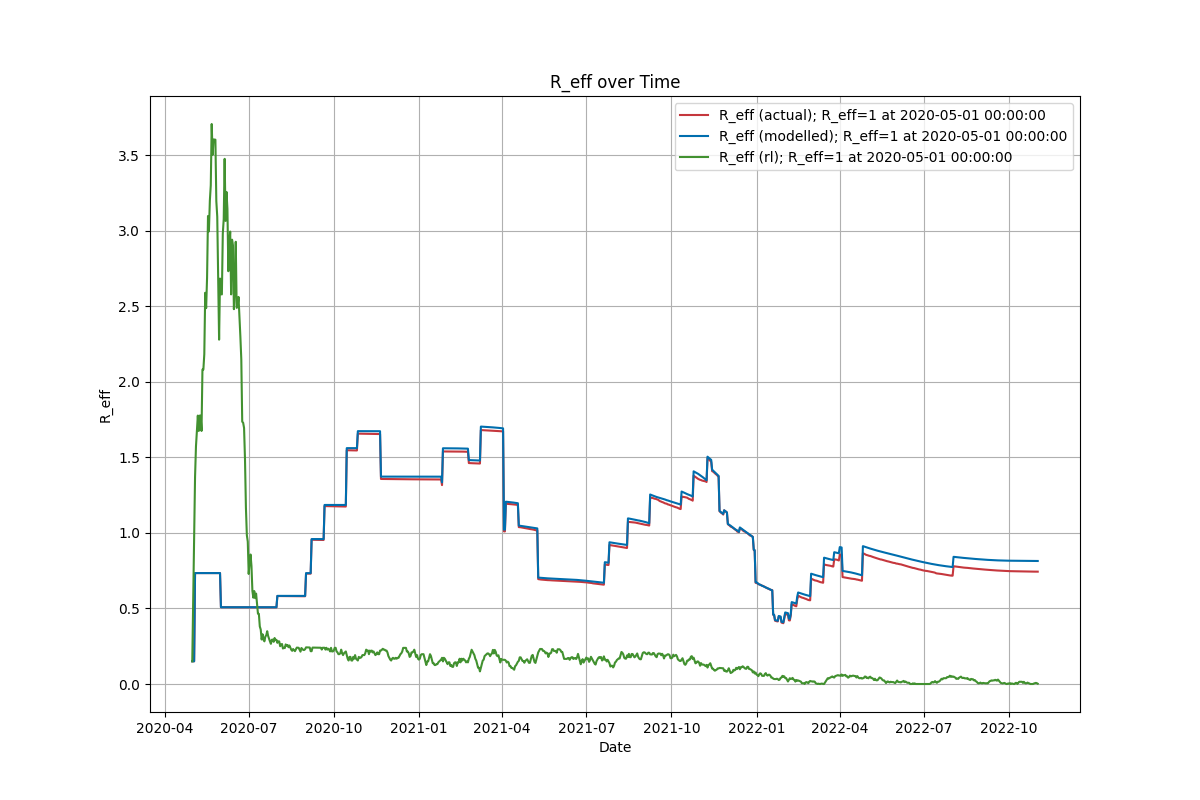 R_eff over Time
R_eff (actual); R_eff=1 at 2020-05-01 00:00:00
R_eff (modelled); R_eff=1 at 2020-05-01 00:00:00
R_eff (rl); R_eff=1 at 2020-05-01 00:00:00
R_eff
3.5
3.0
2.5
2.0
1.5
1.0
0.5
0.0
2020-04 2020-07 2020-10 2021-01 2021-04 2021-07 2021-10 2022-01 2022-04 2022-07 2022-10
Date